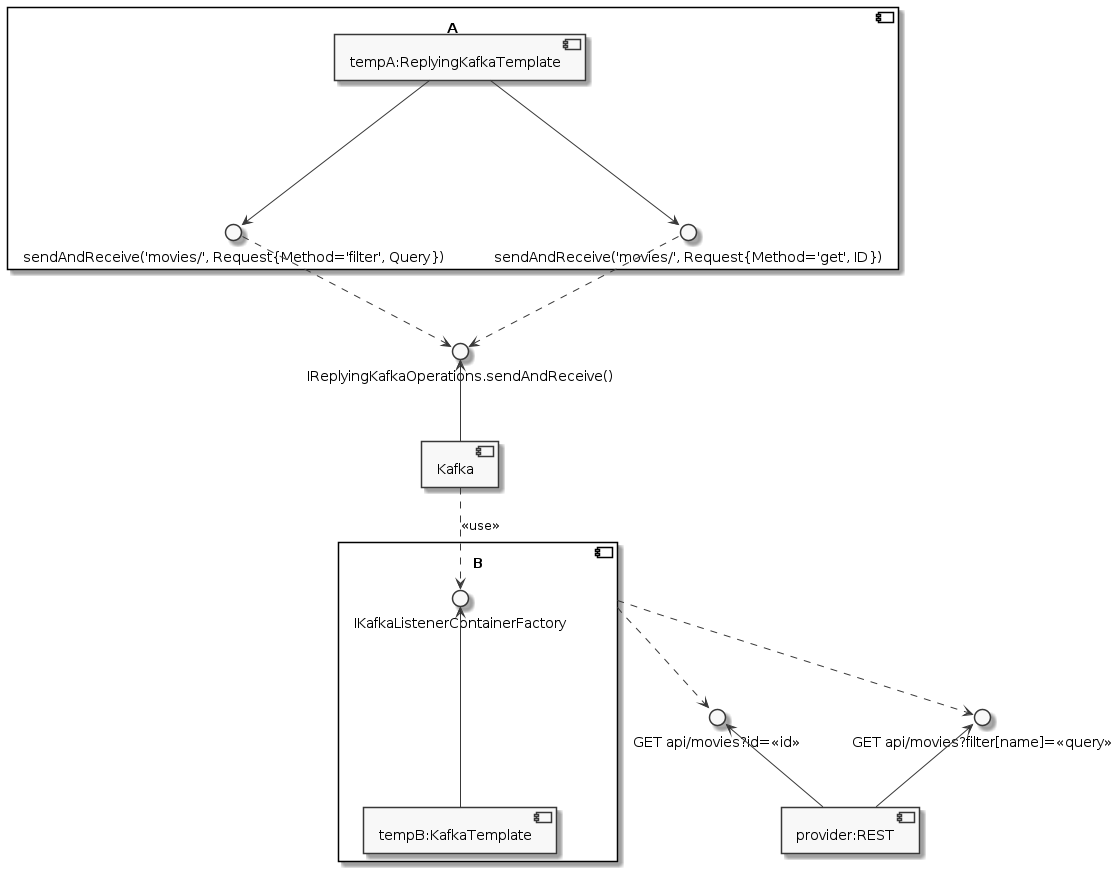 A
tempA:ReplyingKafkaTemplate
sendAndReceive('movies/', Request{Method='filter', Query})
sendAndReceive('movies/', Request{Method='get', ID})
IReplyingKafkaOperations.sendAndReceive()
Kafka
«use»
B
IKafkaListenerContainerFactory
GET api/movies?id=«id»
GET api/movies?filter[name]=«query»
tempB:KafkaTemplate
provider:REST